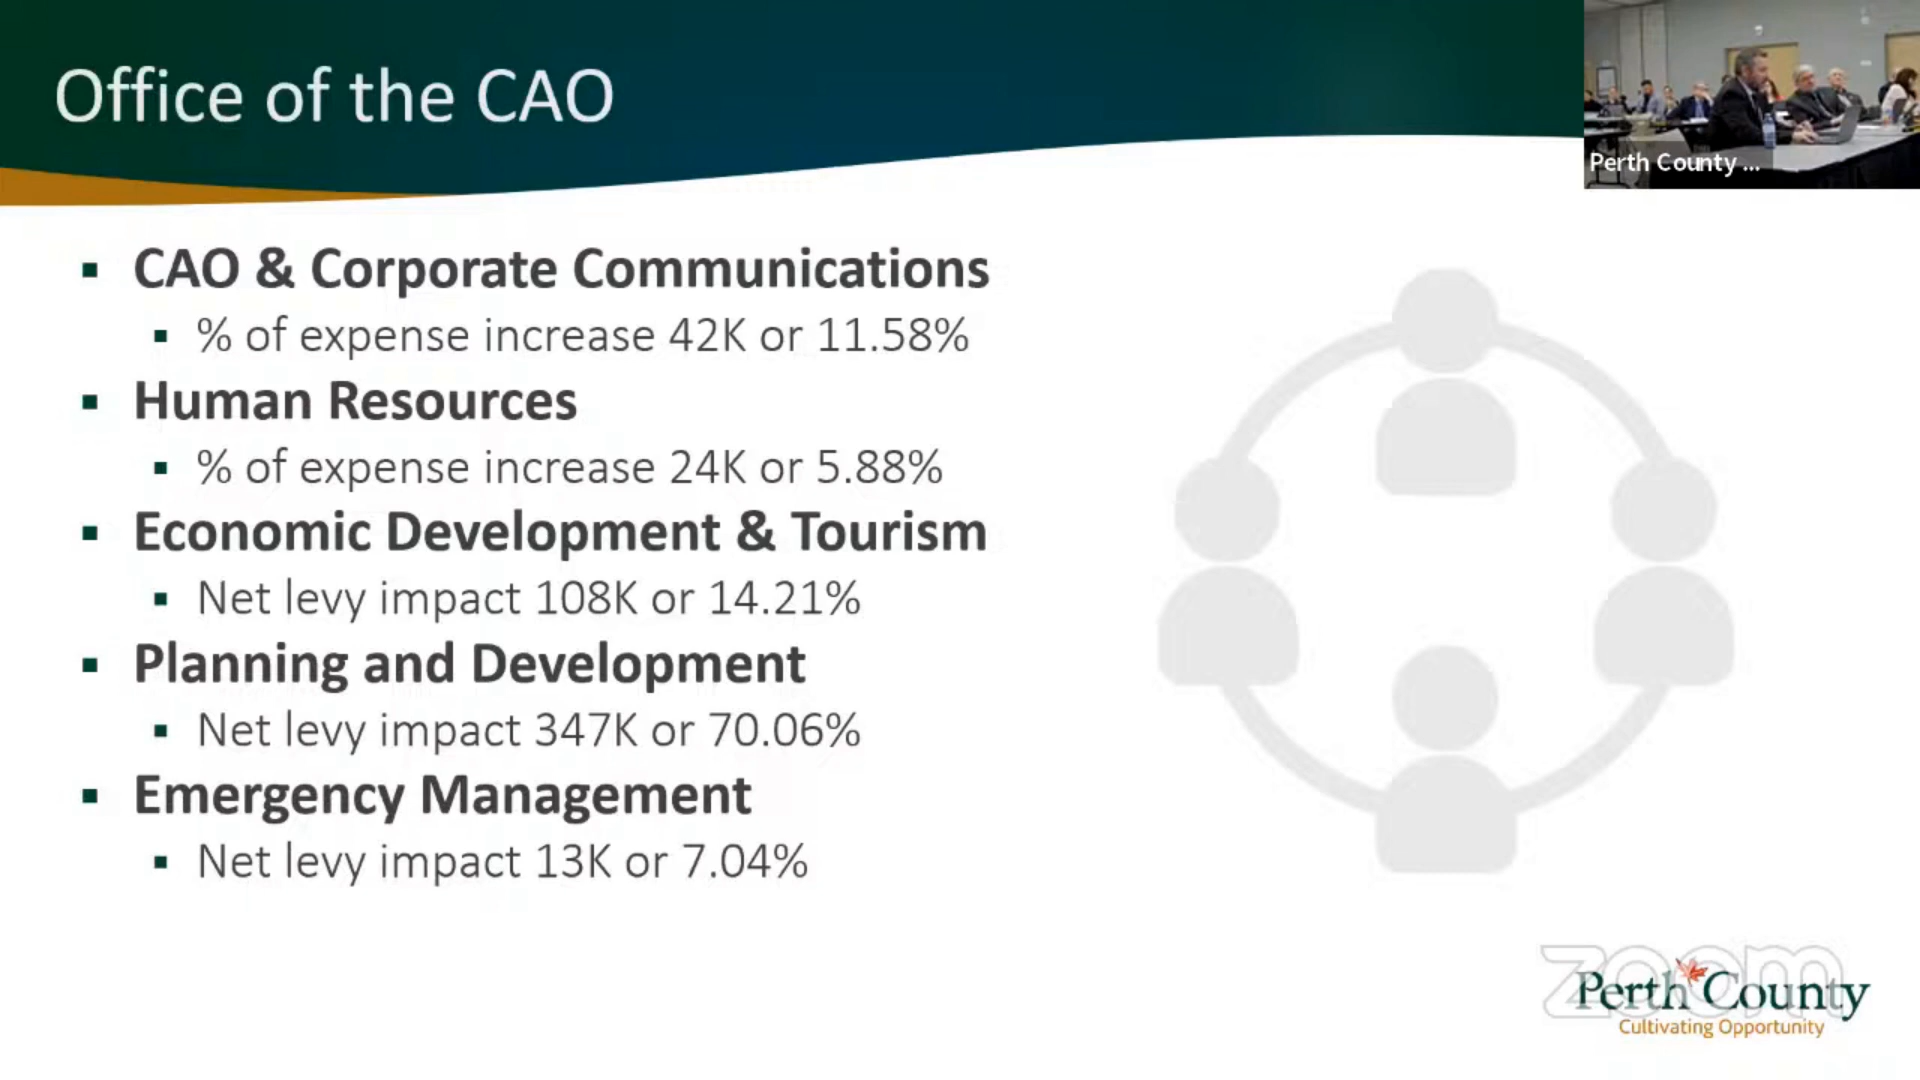 Office of the CAO
Perth County ...
CAO & Corporate Communications
% of expense increase 42K or 11.58%
Human Resources
% of expense increase 24K or 5.88%
Economic Development & Tourism
Net levy impact 108K or 14.21%
Planning and Development
Net levy impact 347K or 70.06%
Emergency Management
Net levy impact 13K or 7.04%
zoom
Perth County
Cultivating Opportunity